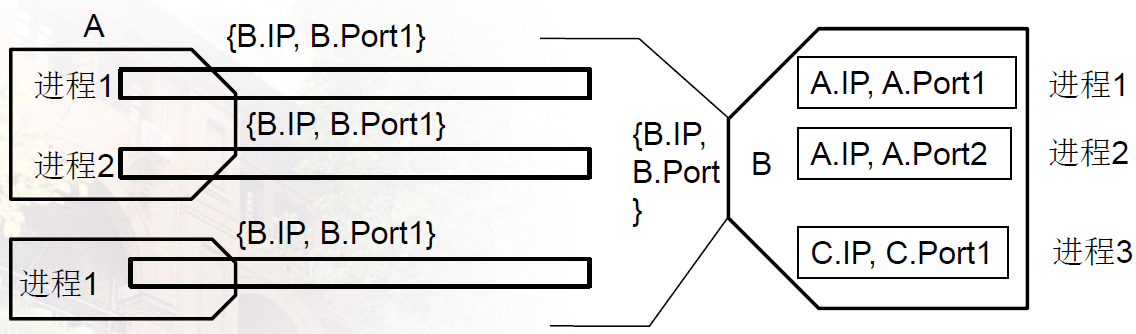 A
{B.IP, B.Port1}
进程1
{B.IP, B.Port1}
进程2
{B.IP, B.Port1}
进程1
{B.IP,
B.Port
}
B
A.IP, A.Port1
进程1
A.IP, A.Port2
进程2
C.IP, C.Port1
进程3